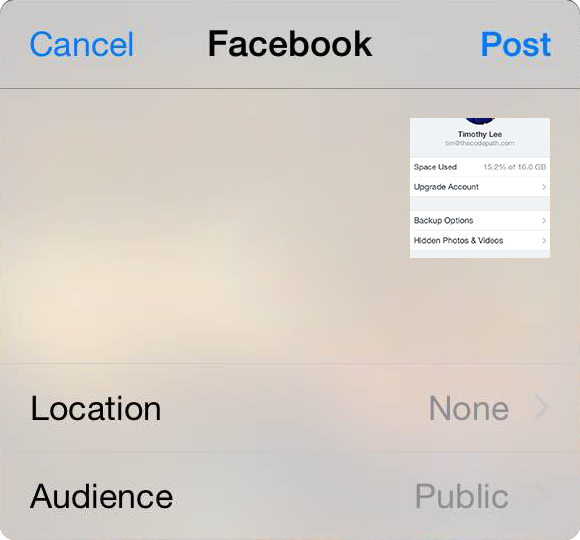 Cancel Facebook Post
Timothy Lee
tim@thecodepath.com
Space Used 15.2% of 16.0 GB
Upgrade Account
Backup Options
Hidden Photos & Videos
Location None
Audience Public